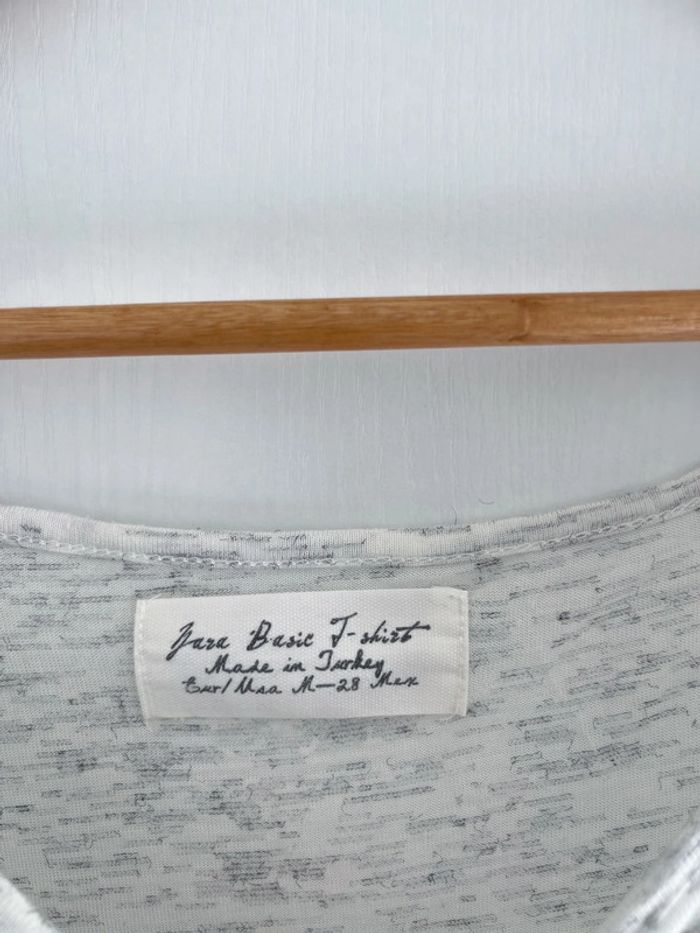 Zara Basic T-shirt
Made in Turkey
Eur/Usa M-28 Mex